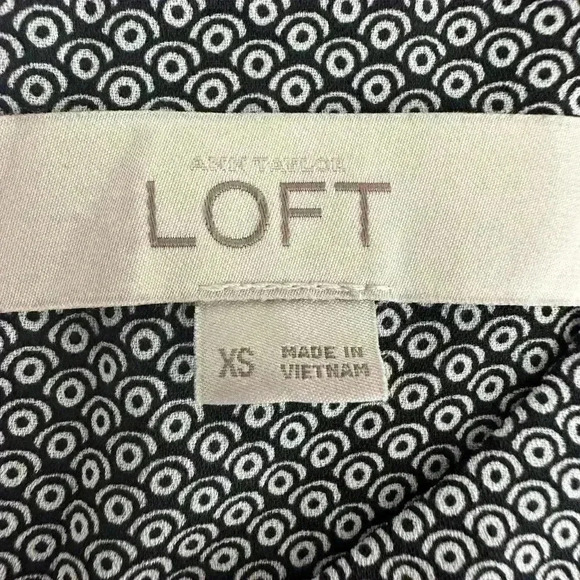 ANN TAYLOR
LOFT
XS
MADE IN
VIETNAM